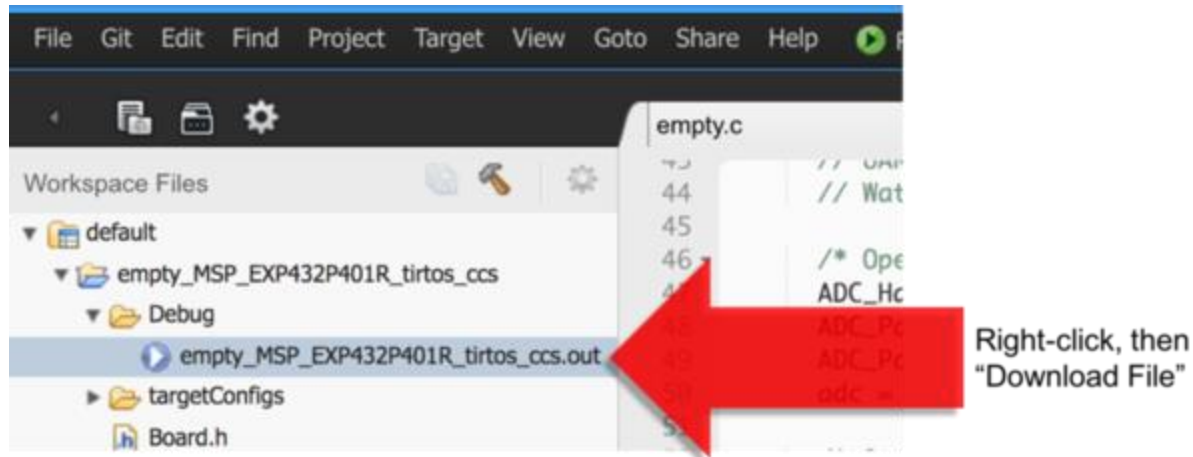 File Git Edit Find Project Target View Goto Share Help
empty.c
Workspace Files
44 // Wat
45
default
46 /* Ope
empty_MSP_EXP432P401R_tirtos_ccs
ADC_Ha
Debug
empty_MSP_EXP432P401R_tirtos_ccs.out
targetConfigs
Board.h
Right-click, then
“Download File”